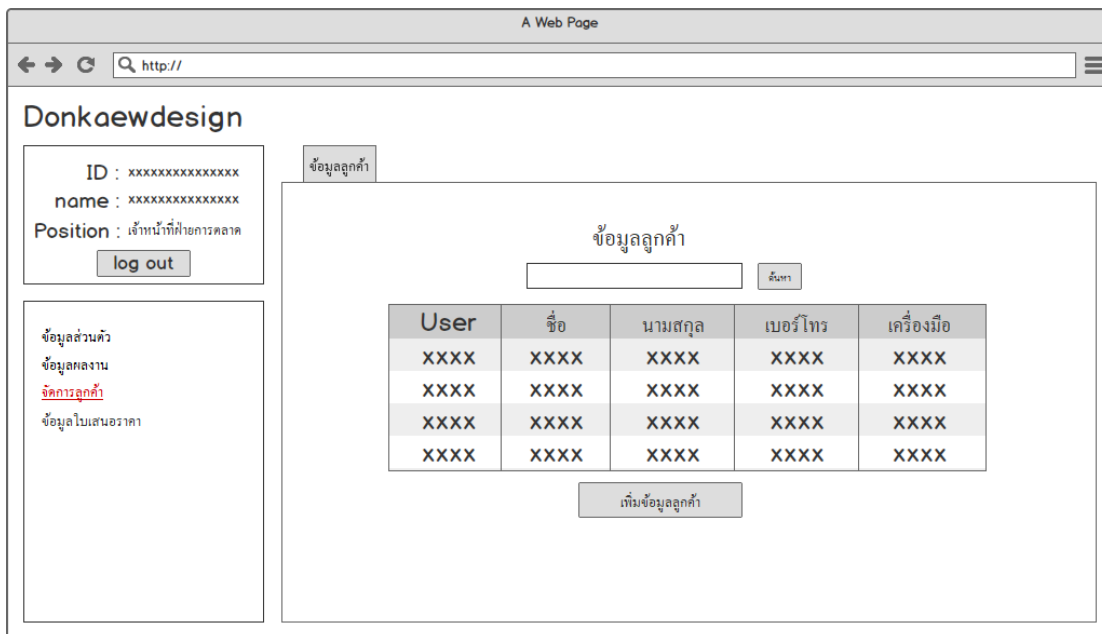 A Web Page
http://
Donkaewdesign
ID : xxxxxxxxxxxxxxx
name : xxxxxxxxxxxxxxx
Position : เจ้าหน้าที่ฝ่ายการตลาด
log out
ข้อมูลส่วนตัว
ข้อมูลผลงาน
จัดการลูกค้า
ข้อมูลใบเสนอราคา
ข้อมูลลูกค้า
ข้อมูลลูกค้า
ค้นหา
User ชื่อ นามสกุล เบอร์โทร เครื่องมือ
xxxx xxxx xxxx xxxx xxxx
xxxx xxxx xxxx xxxx xxxx
xxxx xxxx xxxx xxxx xxxx
xxxx xxxx xxxx xxxx xxxx
เพิ่มข้อมูลลูกค้า